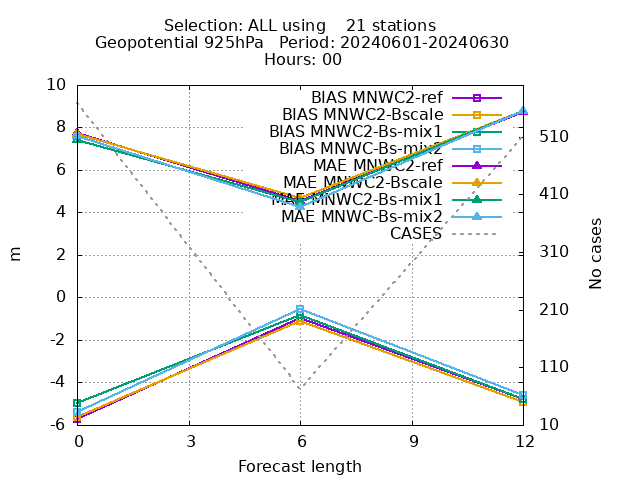 Selection: ALL using 21 stations
Geopotential 925hPa Period: 20240601-20240630
Hours: 00
BIAS MNWC2-ref
BIAS MNWC2-Bscale
BIAS MNWC2-Bs-mix1
BIAS MNWC-Bs-mix2
MAE MNWC2-ref
MAE MNWC2-Bscale
MAE MNWC2-Bs-mix1
MAE MNWC-Bs-mix2
CASES
10
8
6
4
2
0
-2
-4
-6
m
510
410
310
210
110
10
No cases
0 3 6 9 12
Forecast length